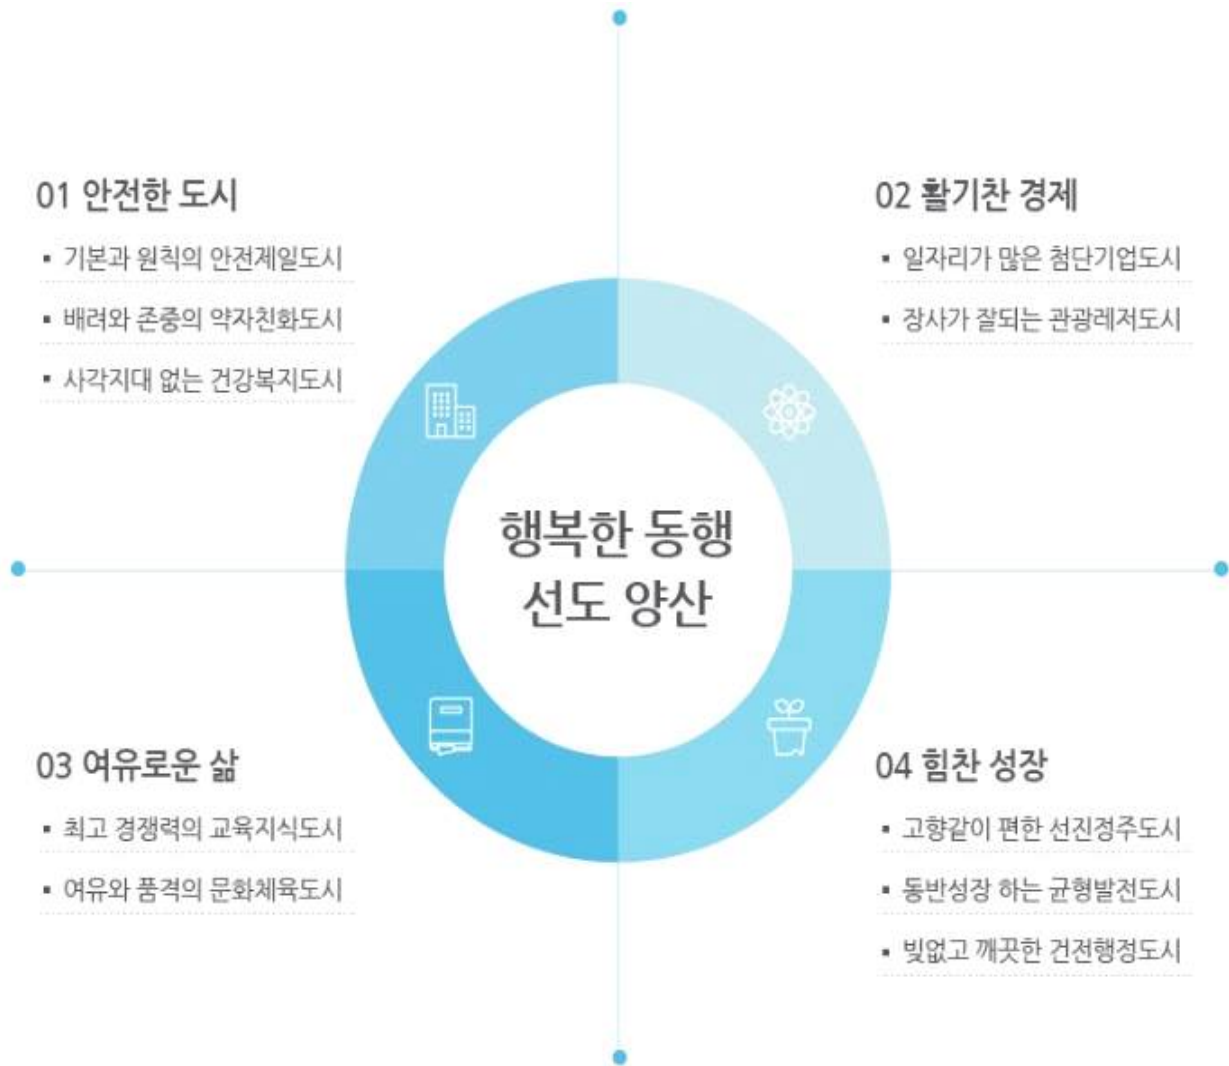 01 안전한 도시
▪ 기본과 원칙의 안전제일도시
▪ 배려와 존중의 약자친화도시
▪ 사각지대 없는 건강복지도시
02 활기찬 경제
▪ 일자리가 많은 첨단기업도시
▪ 장사가 잘되는 관광레저도시
행복한 동행
선도 양산
03 여유로운 삶
▪ 최고 경쟁력의 교육지식도시
▪ 여유와 품격의 문화체육도시
04 힘찬 성장
▪ 고향같이 편한 선진정주도시
▪ 동반성장 하는 균형발전도시
▪ 빚없고 깨끗한 건전행정도시